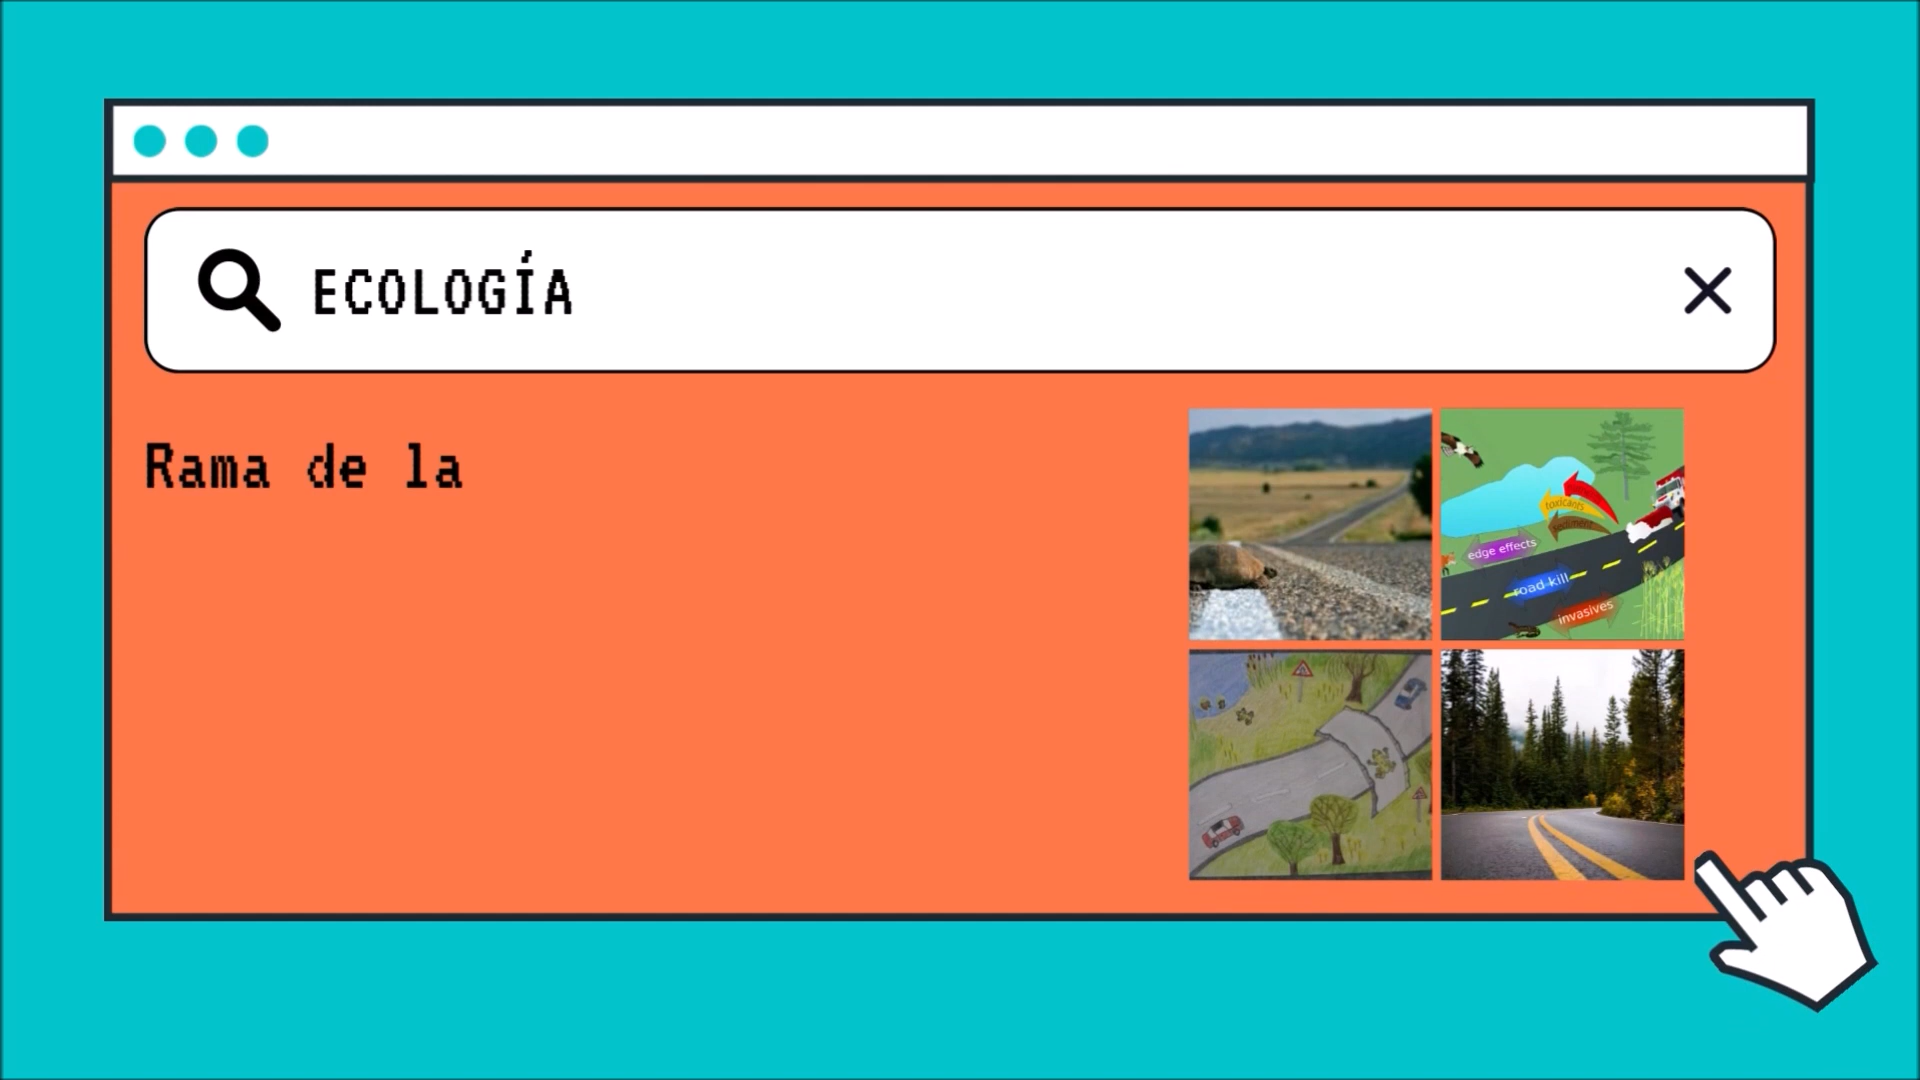 ECOLOGÍA
Rama de la
toxicants
sediment
edge effects
road kill
invasives